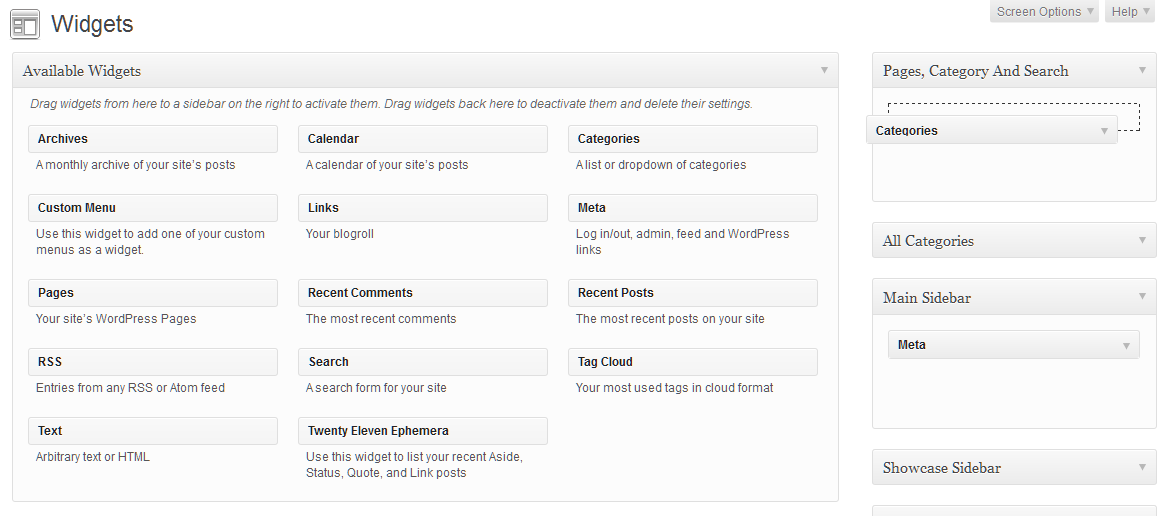 Screen Options
Help
Widgets
Available Widgets
Drag widgets from here to a sidebar on the right to activate them. Drag widgets back here to deactivate them and delete their settings.
Archives
A monthly archive of your site's posts
Calendar
A calendar of your site's posts
Categories
A list or dropdown of categories
Custom Menu
Use this widget to add one of your custom
menus as a widget.
Links
Your blogroll
Meta
Log in/out, admin, feed and WordPress
links
Pages
Your site's WordPress Pages
Recent Comments
The most recent comments
Recent Posts
The most recent posts on your site
RSS
Entries from any RSS or Atom feed
Search
A search form for your site
Tag Cloud
Your most used tags in cloud format
Text
Arbitrary text or HTML
Twenty Eleven Ephemera
Use this widget to list your recent Aside,
Status, Quote, and Link posts
Pages, Category And Search
Categories
All Categories
Main Sidebar
Meta
Showcase Sidebar